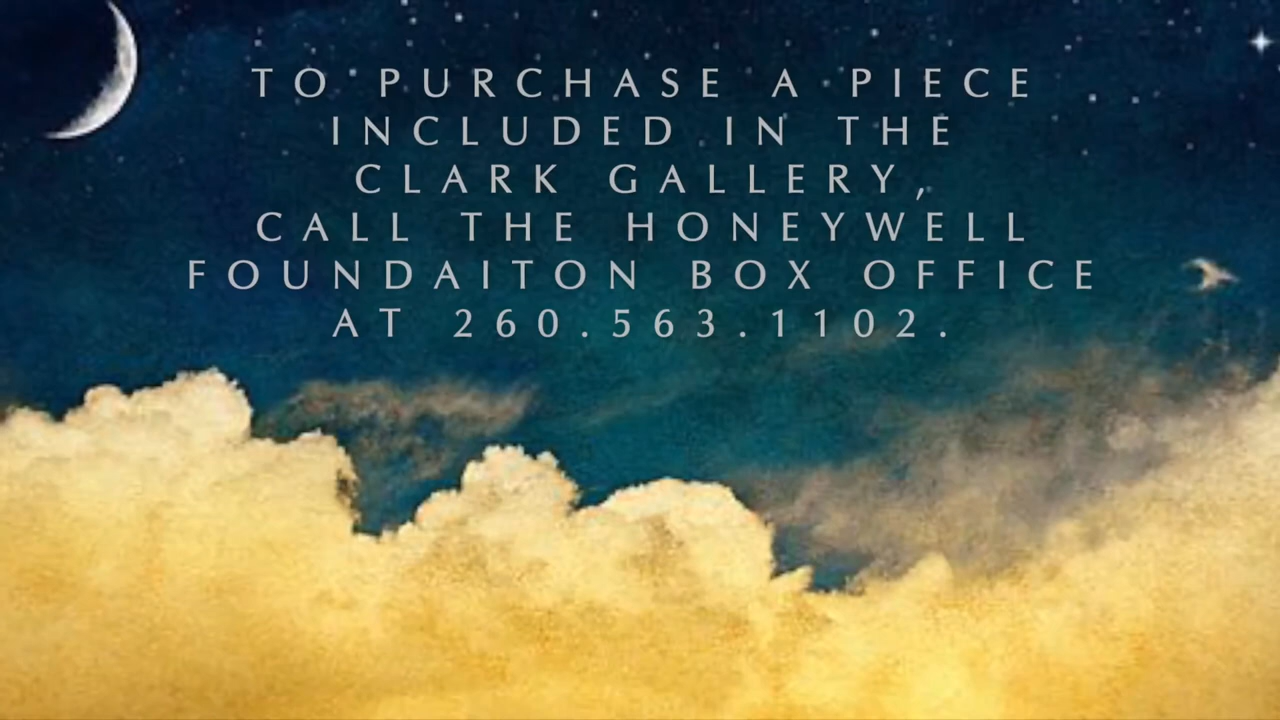 TO PURCHASE A PIECE
INCLUDED IN THE
CLARK GALLERY,
CALL THE HONEYWELL
FOUNDAITON BOX OFFICE
AT 260.563.1102.